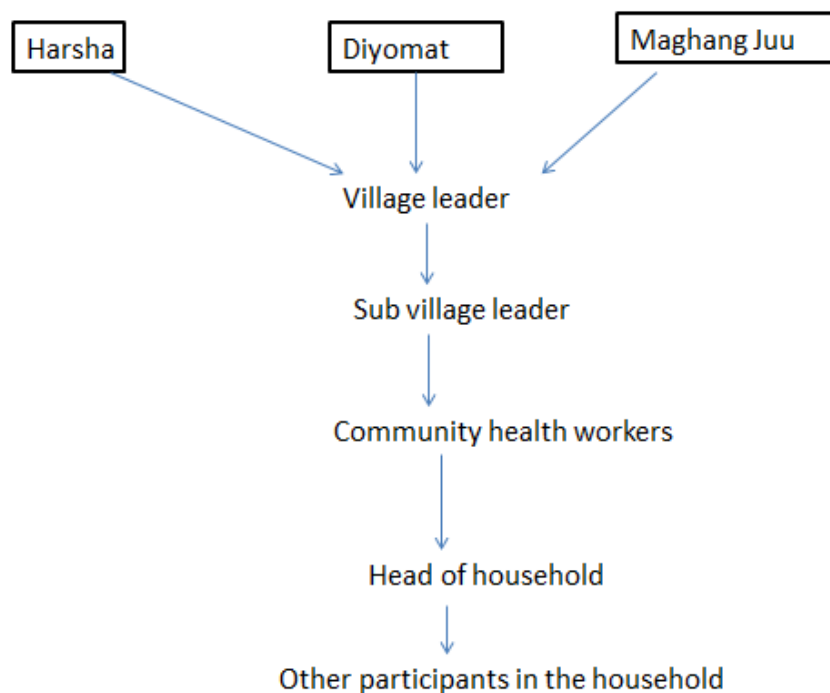 Harsha
Diyomat
Maghang Juu
Village leader
Sub village leader
Community health workers
Head of household
Other participants in the household